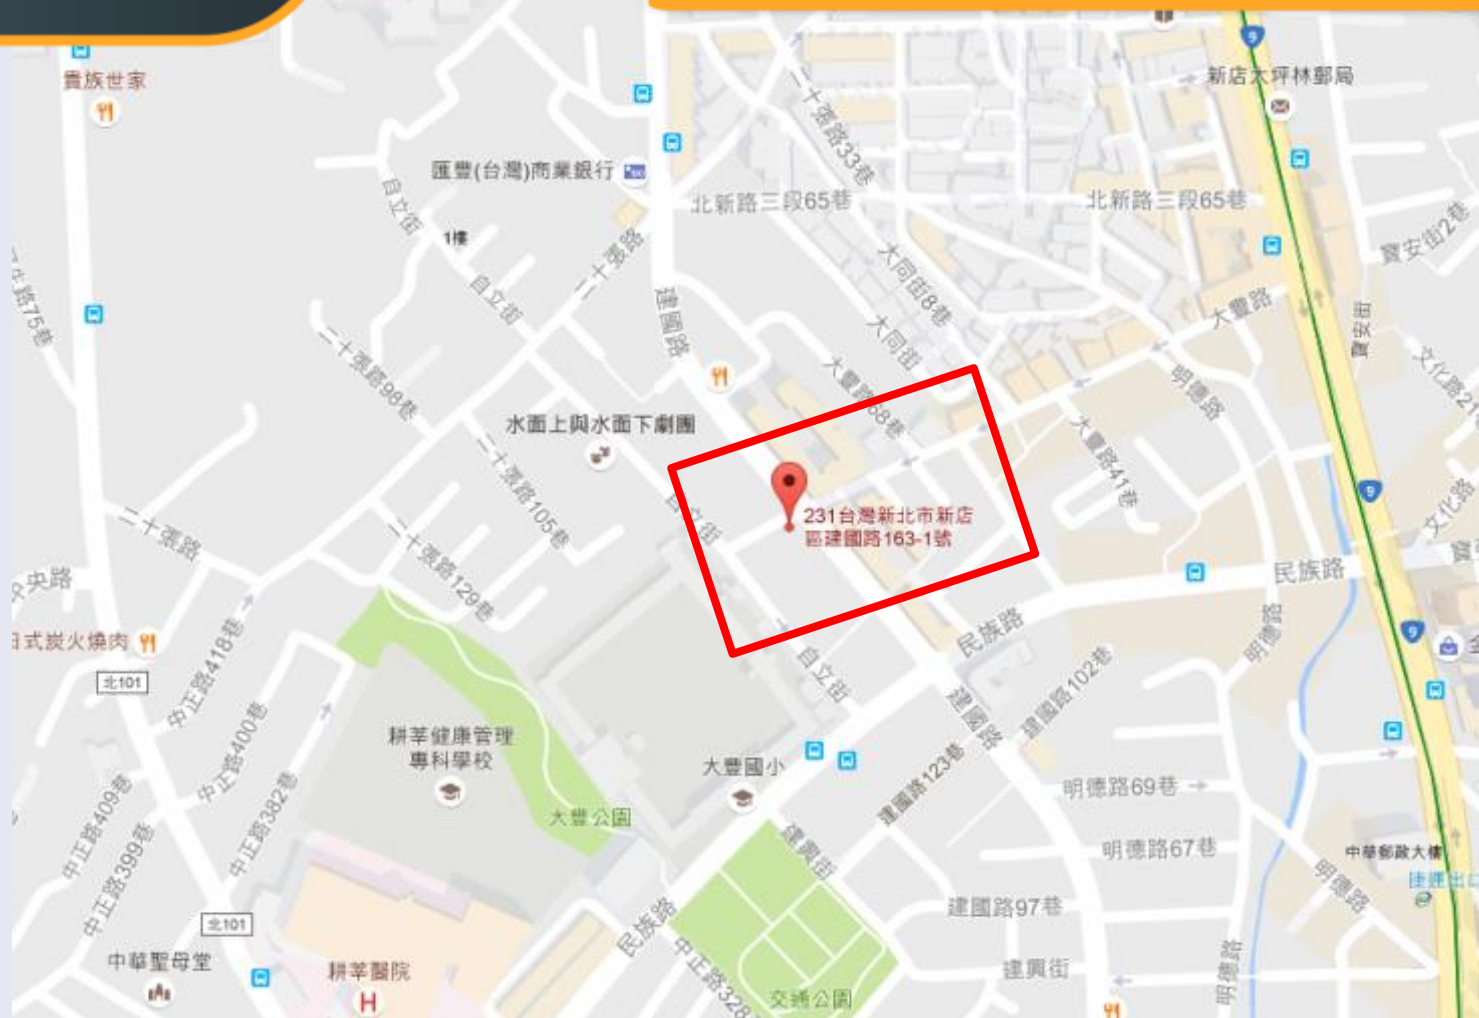 貴族世家
9
新店大坪林郵局
匯豐(台灣)商業銀行
二十張路33巷
北新路三段65巷
北新路三段65巷
寶安街2巷
自立街
1樓
二十張路
自立街
建國路
大同街8巷
大同街
大豐路
寶安街
二十張路98巷
大豐路68巷
明德路
水面上與水面下劇團
二十張路105巷
大豐路41巷
9
文化路
自立街
231台灣新北市新店
區建國路163-1號
二十張路
二十張路129巷
民族路
央路
日式炭火燒肉
中正路418巷
民族路
明德路
9
北101
自立街
建國路
建國路102巷
中正路400巷
耕莘健康管理
專科學校
大豐國小
建國路123巷
明德路69巷
中正路409巷
中正路382巷
大豐公園
建興街
明德路67巷
中華郵政大樓
中正路399巷
捷運出口
明德路
建國路97巷
北101
民族路
中華聖母堂
耕莘醫院
H
中正路328
建興街
明德路
交通公園